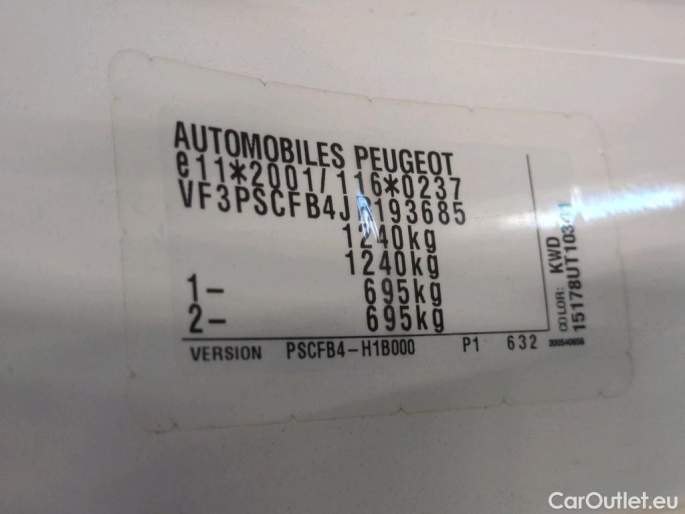 AUTOMOBILES PEUGEOT
e11*2001/116*0237
1240kg
1240kg
1- 695kg
2- 695kg
VERSION PSCFB4-H1B000 P1 632
COLOR: KWD
CarOutlet.eu